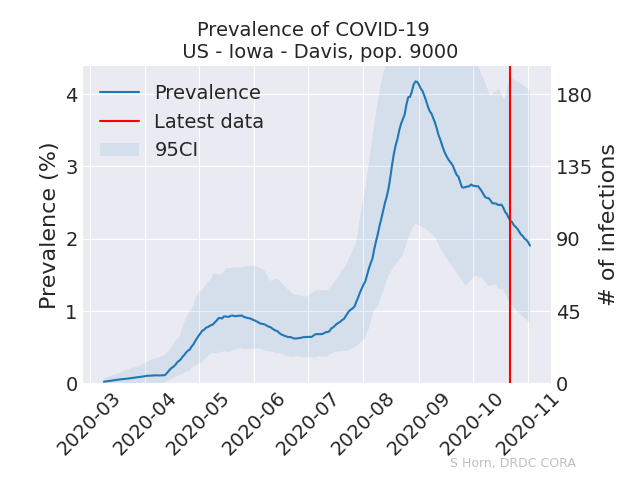 Prevalence of COVID-19
US - Iowa - Davis, pop. 9000
Prevalence
Latest data
95CI
Prevalence (%)
4
3
2
1
0
# of infections
180
135
90
45
0
2020-03
2020-04
2020-05
2020-06
2020-07
2020-08
2020-09
2020-10
2020-11
S Horn, DRDC CORA